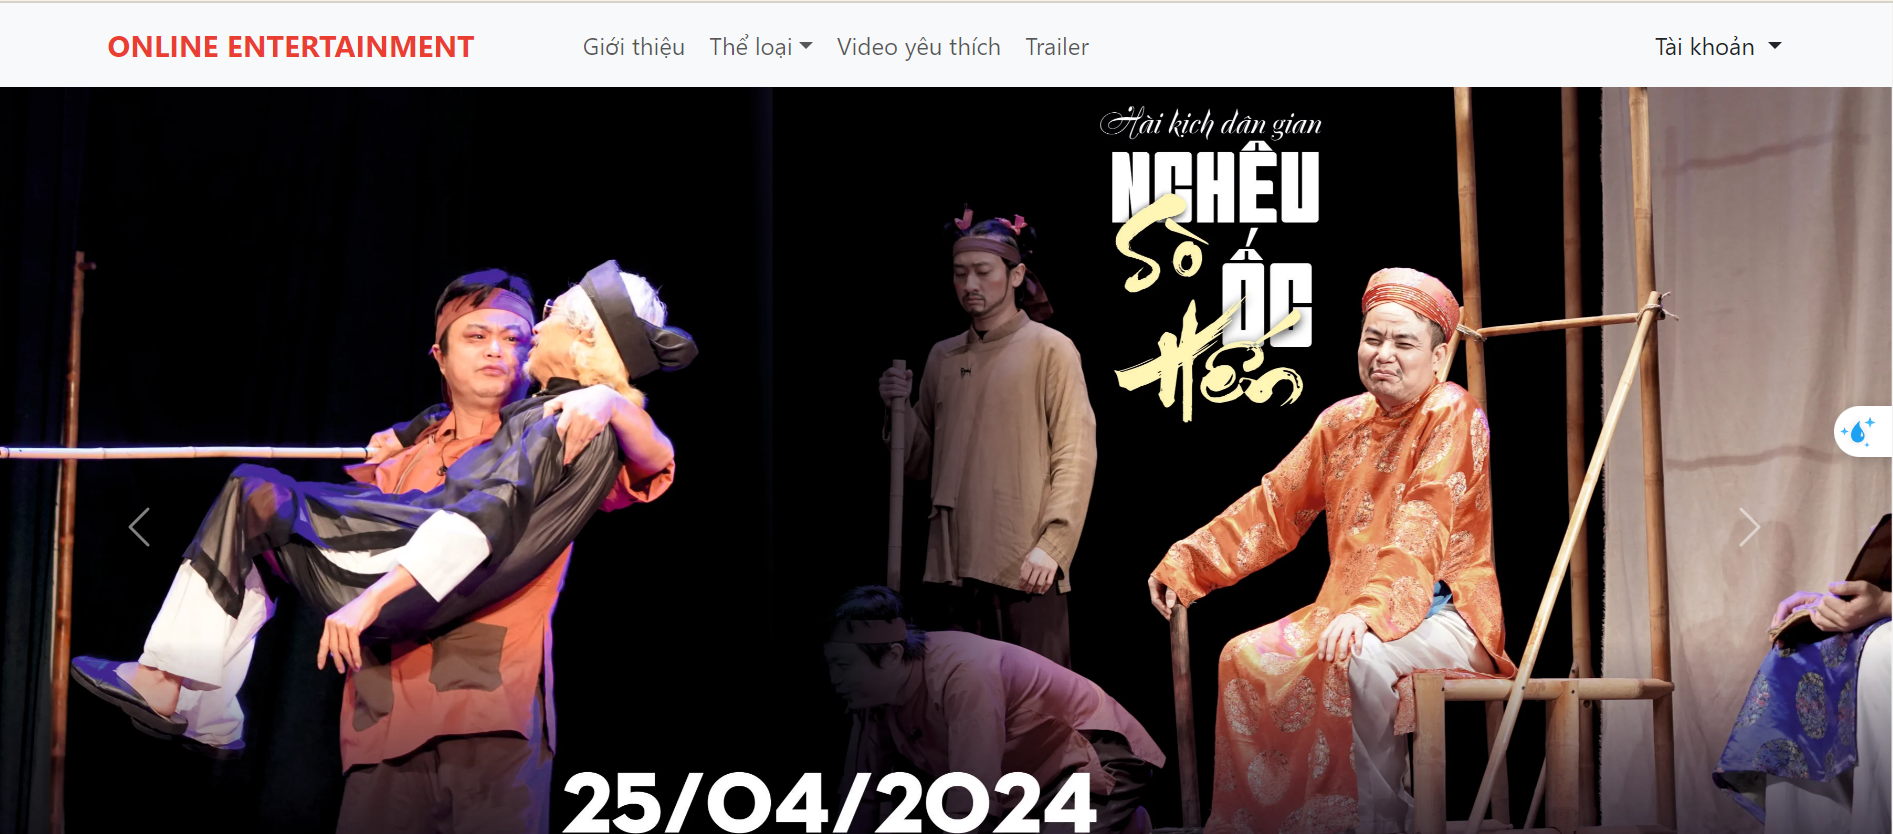 ONLINE ENTERTAINMENT
Giới thiệu
Thể loại
Video yêu thích
Trailer
Tài khoản
Hài kịch dân gian
NGHÊU
Sò
ỐC
Hến
25/04/2024